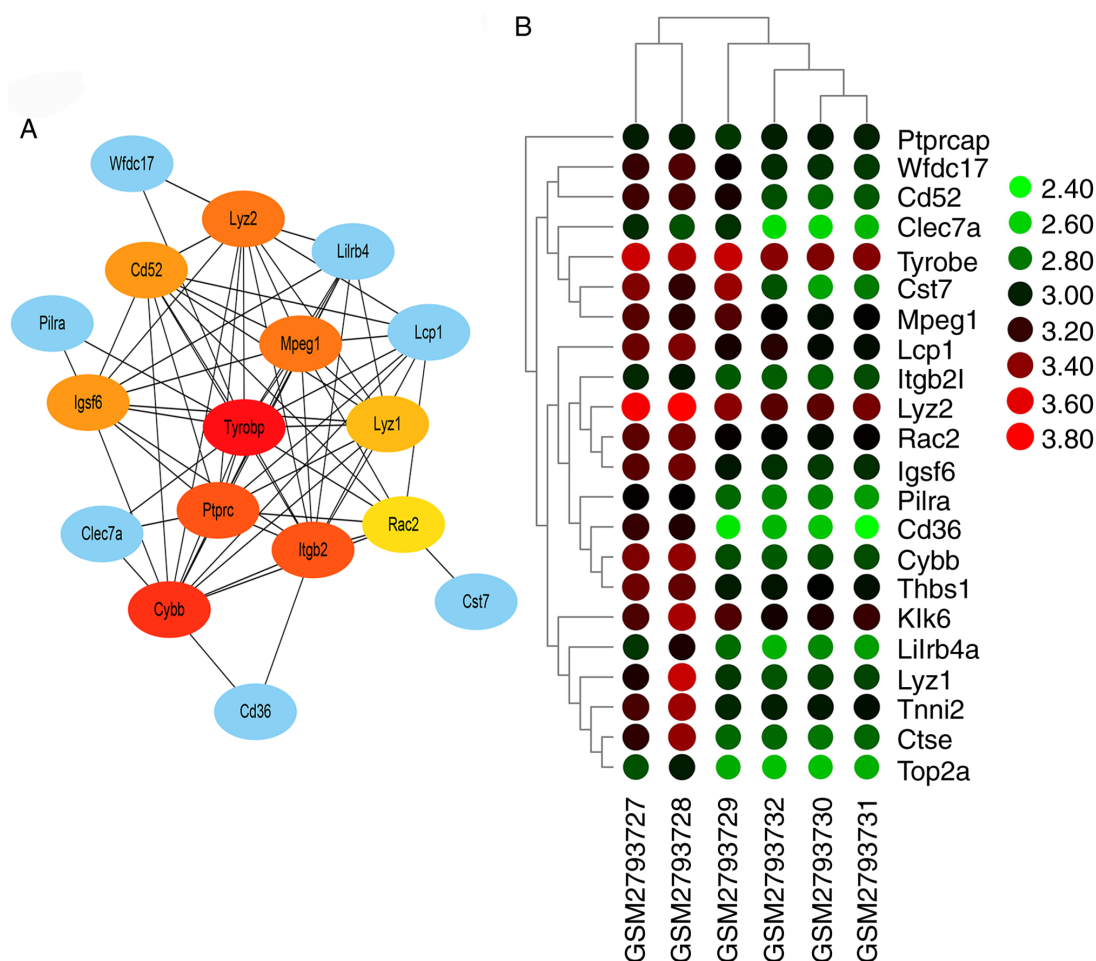 A
Wfdc17
Lyz2
Lilrb4
Cd52
Pilra
Lcp1
Mpeg1
Igsf6
Tyrobp
Lyz1
Ptprc
Rac2
Clec7a
Itgb2
Cybb
Cst7
Cd36
B
Ptprcap
Wfdc17
Cd52
Clec7a
Tyrobe
Cst7
Mpeg1
Lcp1
Itgb2l
Lyz2
Rac2
Igsf6
Pilra
Cd36
Cybb
Thbs1
Klk6
Lilrb4a
Lyz1
Tnni2
Ctse
Top2a
2.40
2.60
2.80
3.00
3.20
3.40
3.60
3.80
GSM2793727
GSM2793728
GSM2793729
GSM2793732
GSM2793730
GSM2793731